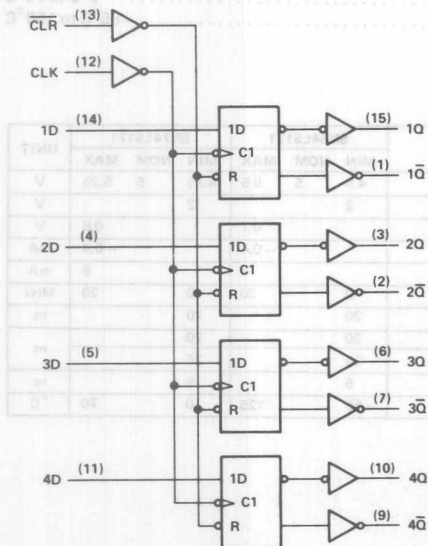 CLR (13)
CLK (12)
1D (14) 1D C1 R (15) 1Q
(1) 1Q̅
2D (4) 1D C1 R (3) 2Q
(2) 2Q̅
3D (5) 1D C1 R (6) 3Q
(7) 3Q̅
4D (11) 1D C1 R (10) 4Q
(9) 4Q̅